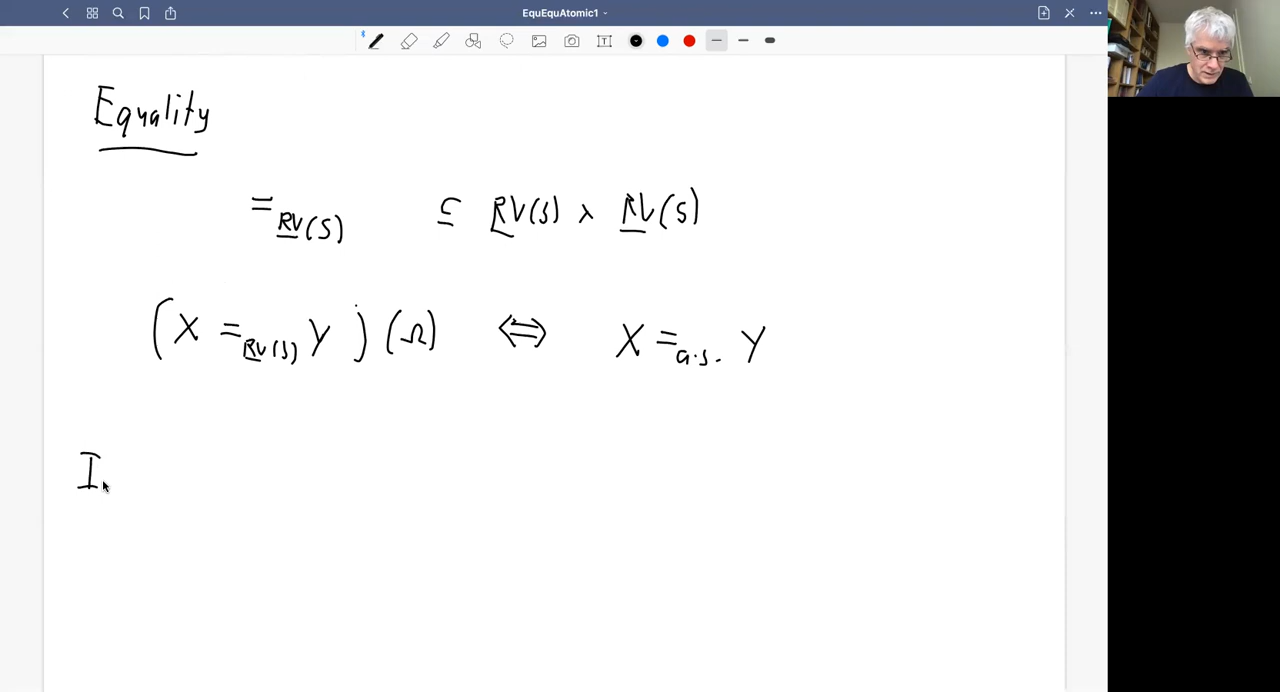 EquEquAtomic1
Equality
=RV(S) ⊆ RV(S) × RV(S)
(X =RV(S) Y)(Ω) ⟺ X =a.s. Y
I